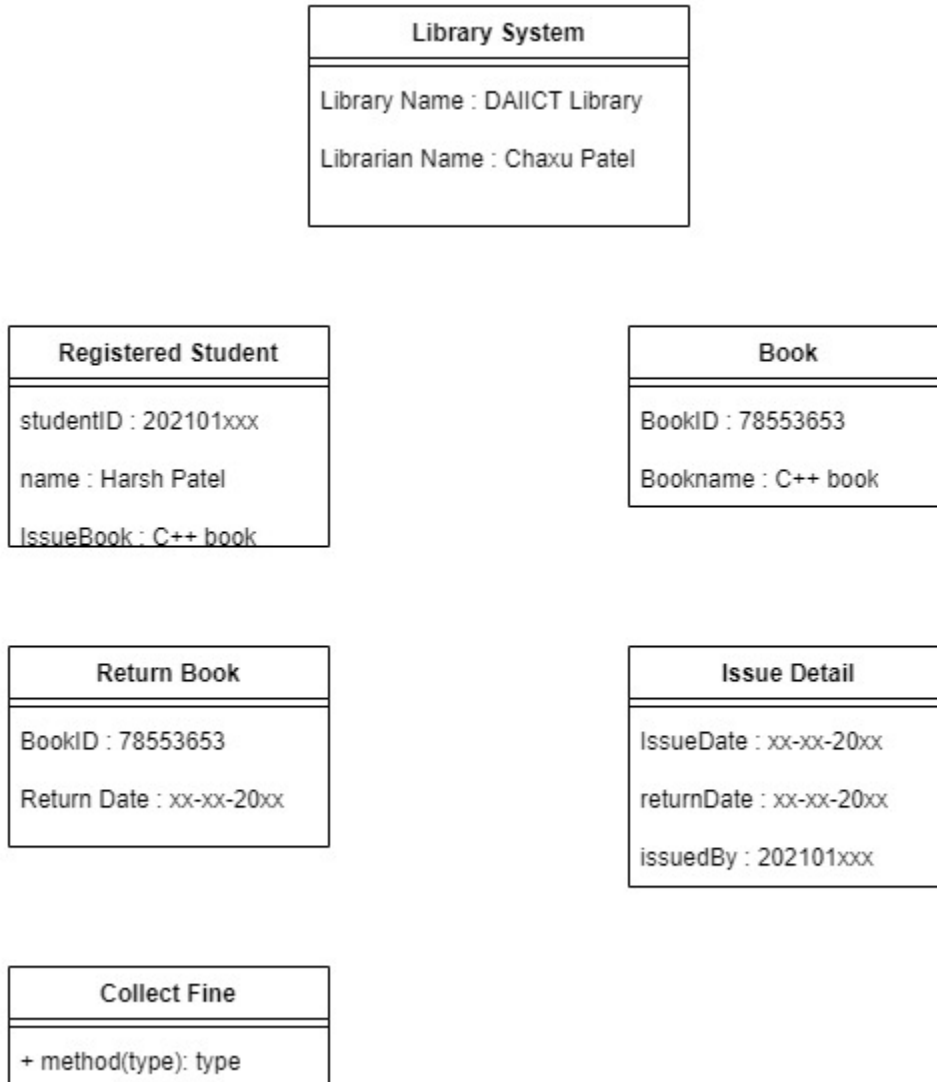 Library System
Library Name : DAIICT Library
Librarian Name : Chaxu Patel
Registered Student
studentID : 202101xxx
name : Harsh Patel
IssueBook : C++ book
Book
BookID : 78553653
Bookname : C++ book
Return Book
BookID : 78553653
Return Date : xx-xx-20xx
Issue Detail
IssueDate : xx-xx-20xx
returnDate : xx-xx-20xx
issuedBy : 202101xxx
Collect Fine
+ method(type): type